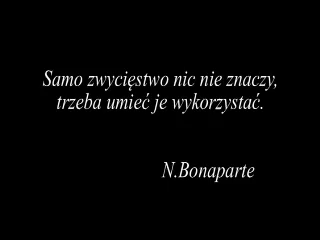 Samo zwycięstwo nic nie znaczy,
trzeba umieć je wykorzystać.
N.Bonaparte